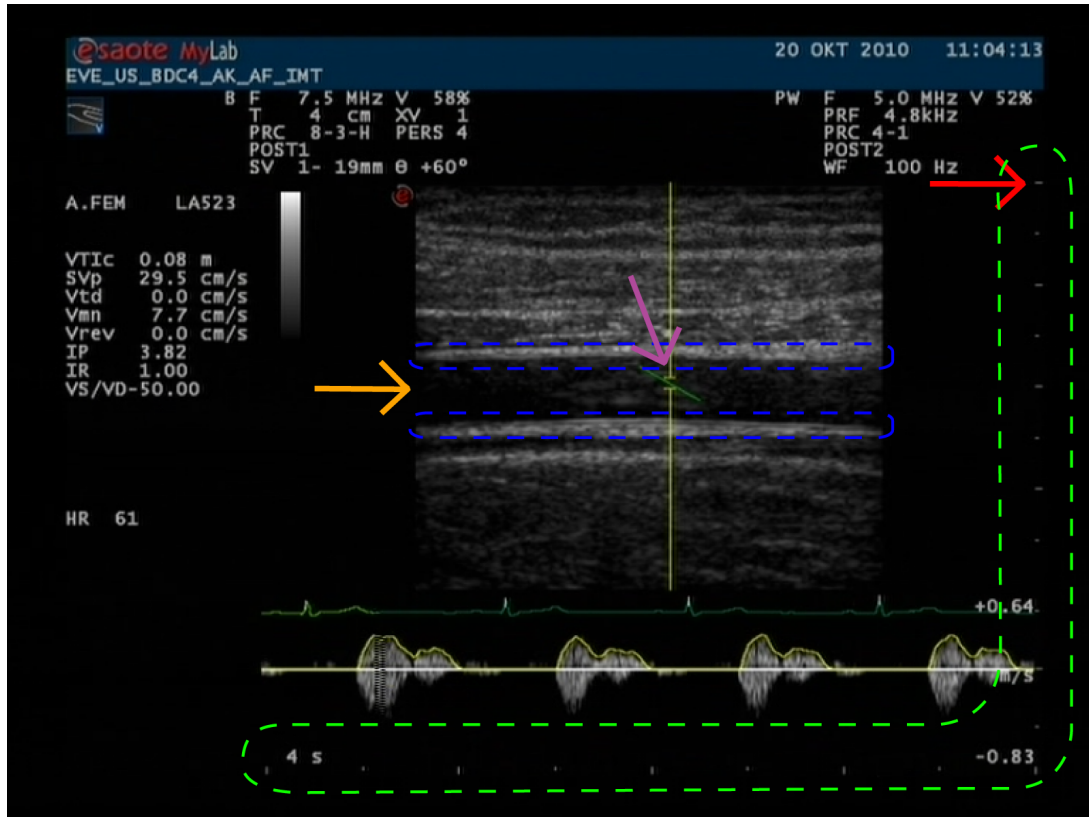 esaote MyLab
20 OKT 2010 11:04:13
EVE_US_BDC4_AK_AF_IMT
B F 7.5 MHz V 58%
T 4 cm XV 1
PRC 8-3-H PERS 4
POST1
SV 1- 19mm θ +60°
PW F 5.0 MHz V 52%
PRF 4.8kHz
PRC 4-1
POST2
WF 100 Hz
V
A.FEM LA523
e
VTIc 0.08 m
SVp 29.5 cm/s
Vtd 0.0 cm/s
Vmn 7.7 cm/s
Vrev 0.0 cm/s
IP 3.82
IR 1.00
VS/VD-50.00
HR 61
+0.64
m/s
4 s
-0.83